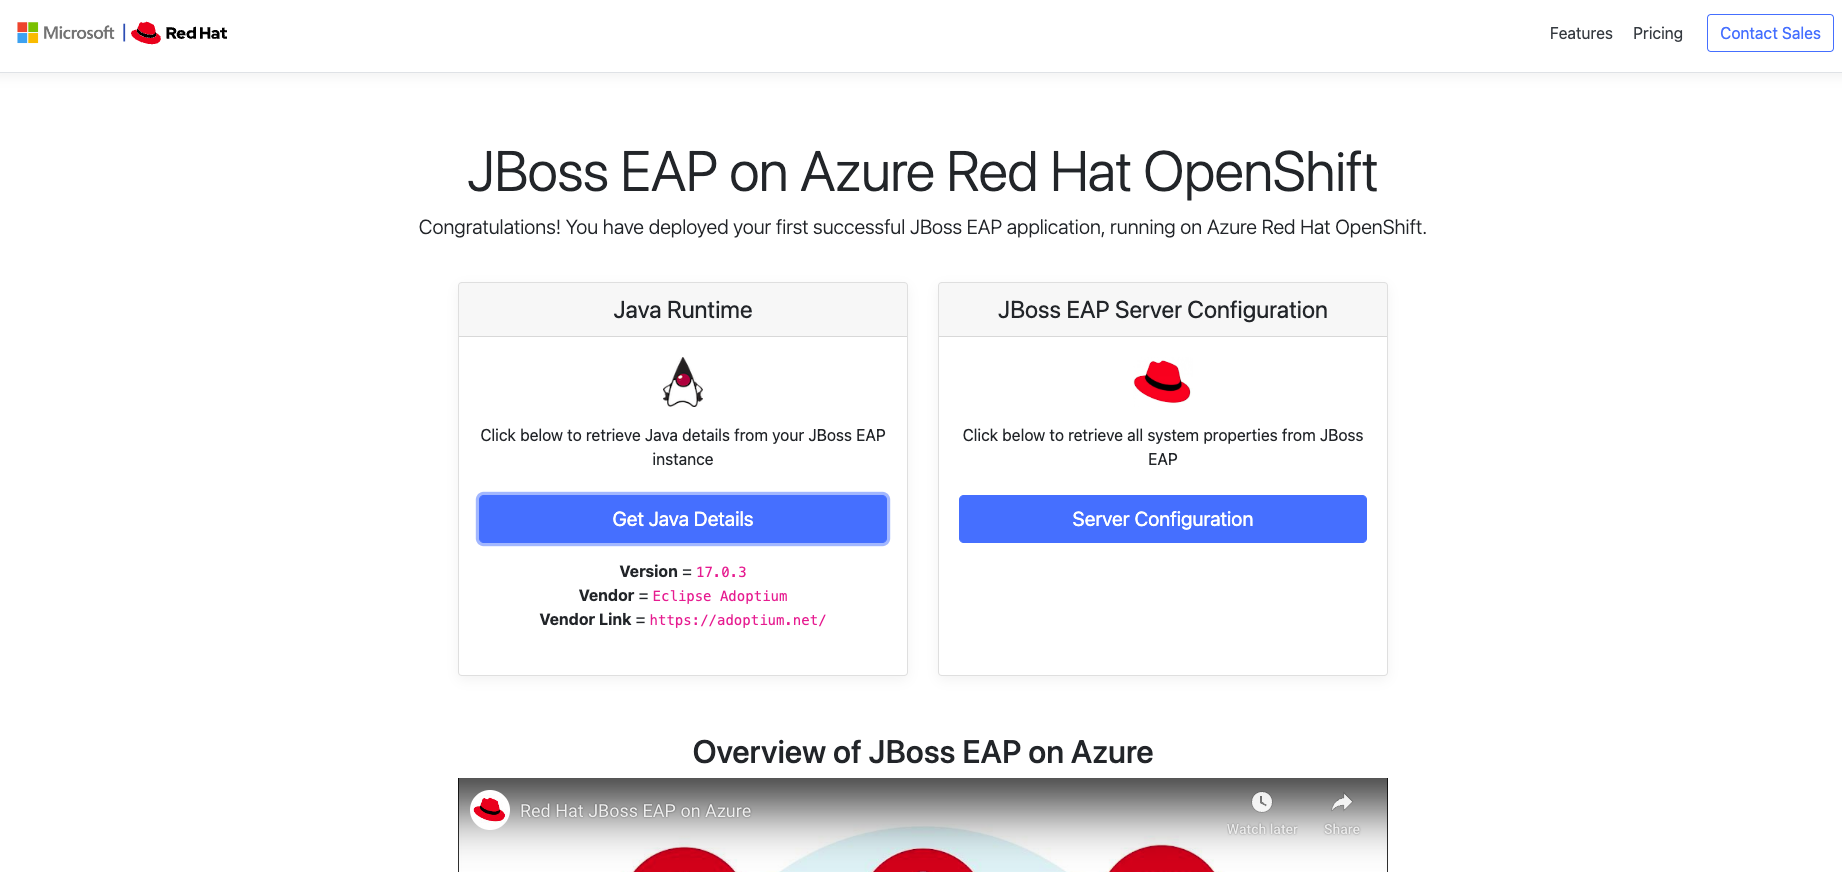 Microsoft | Red Hat
Features Pricing Contact Sales
JBoss EAP on Azure Red Hat OpenShift
Congratulations! You have deployed your first successful JBoss EAP application, running on Azure Red Hat OpenShift.
Java Runtime
Click below to retrieve Java details from your JBoss EAP
instance
Get Java Details
Version = 17.0.3
Vendor = Eclipse Adoptium
Vendor Link = https://adoptium.net/
JBoss EAP Server Configuration
Click below to retrieve all system properties from JBoss
EAP
Server Configuration
Overview of JBoss EAP on Azure
Red Hat JBoss EAP on Azure
Watch later Share